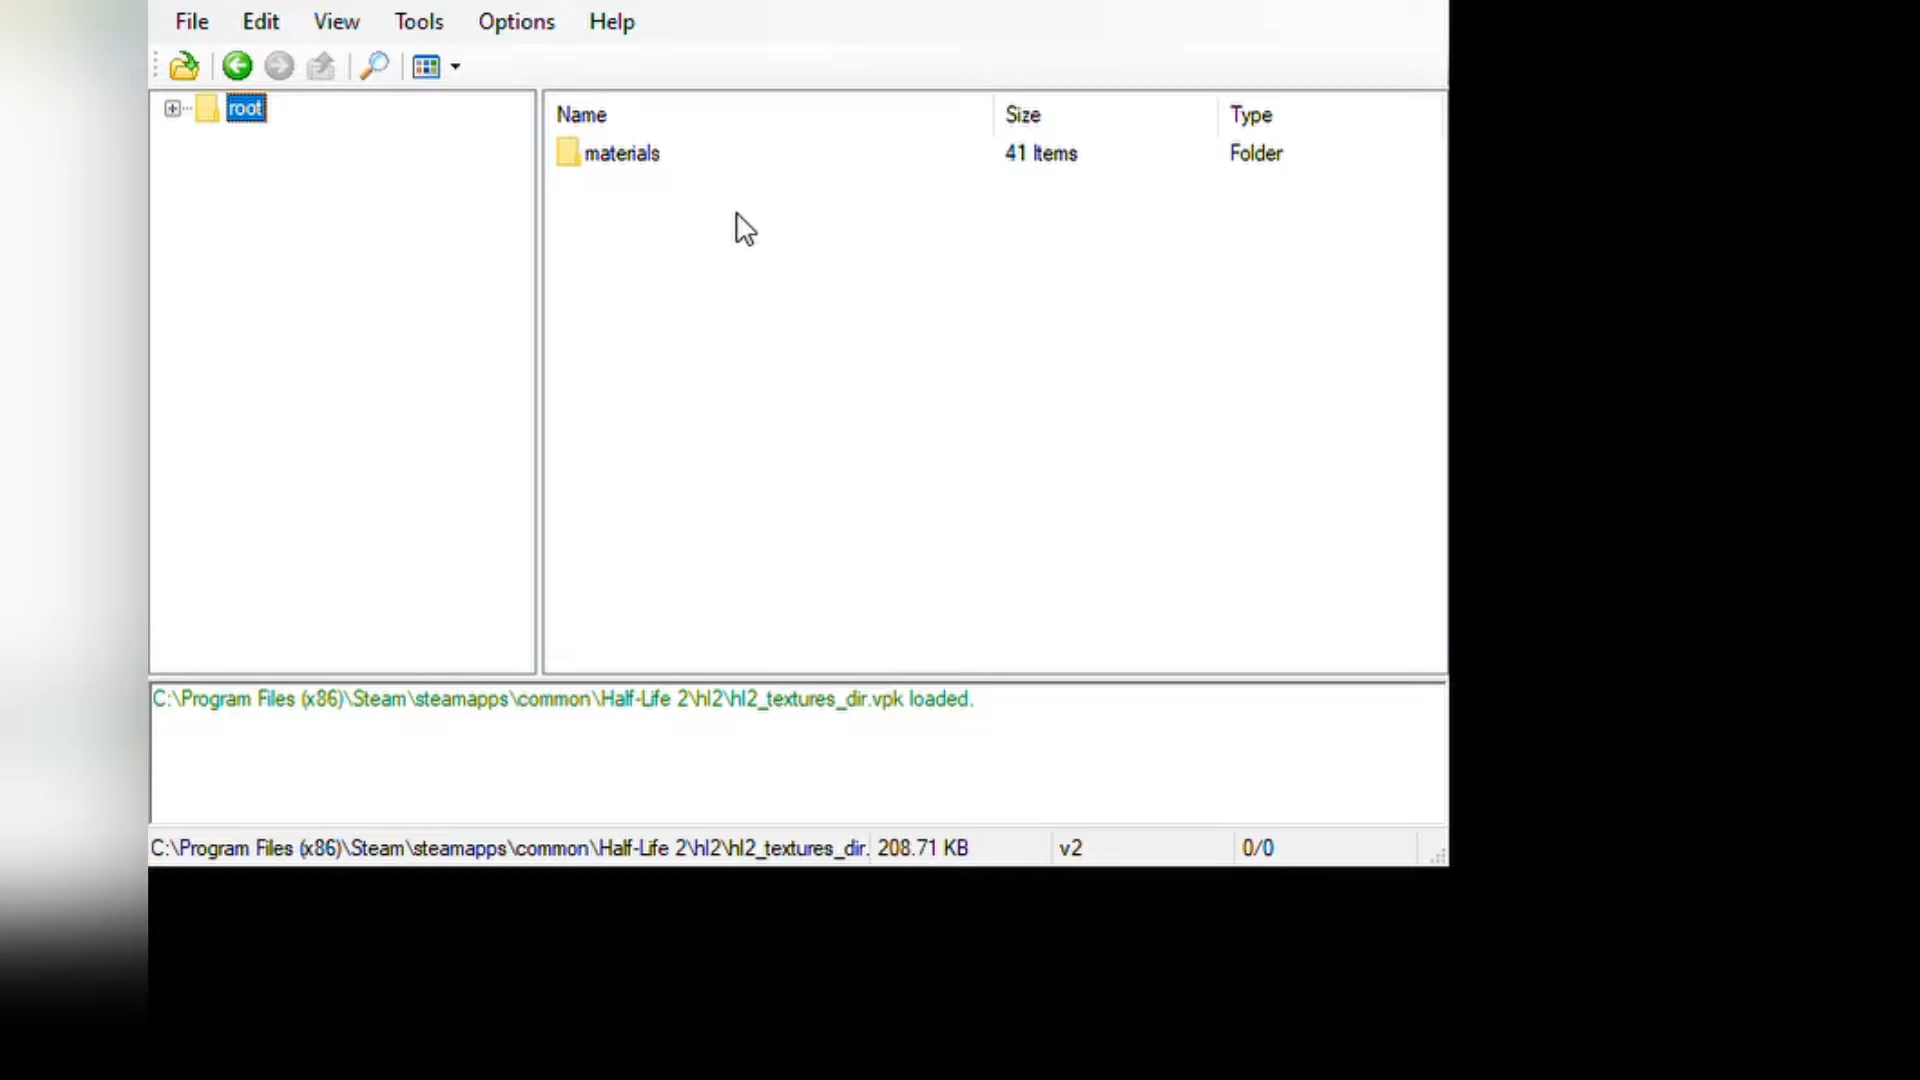 File Edit View Tools Options Help
root
Name Size Type
materials 41 Items Folder
C:\Program Files (x86)\Steam\steamapps\common\Half-Life 2\hl2\hl2_textures_dir.vpk loaded.
C:\Program Files (x86)\Steam\steamapps\common\Half-Life 2\hl2\hl2_textures_dir. 208.71 KB v2 0/0